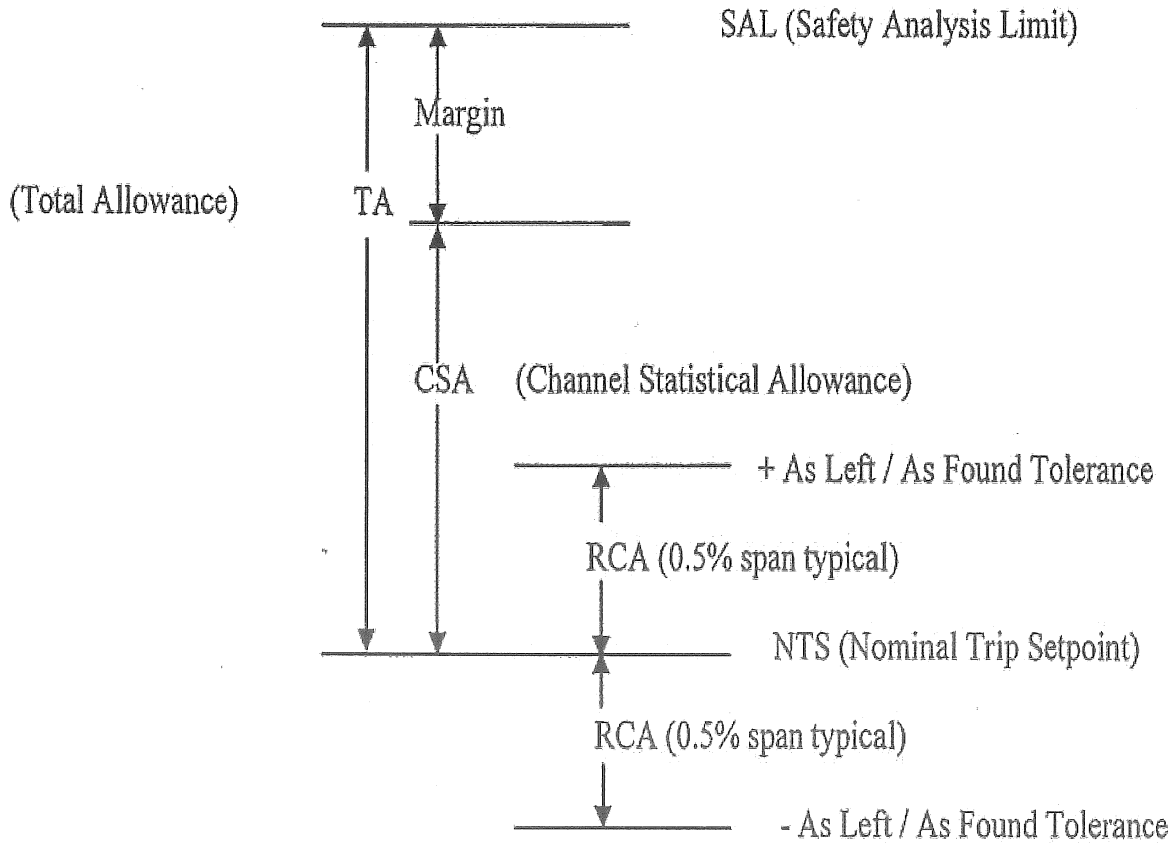 SAL (Safety Analysis Limit)
Margin
(Total Allowance)
TA
CSA
(Channel Statistical Allowance)
+ As Left / As Found Tolerance
RCA (0.5% span typical)
NTS (Nominal Trip Setpoint)
RCA (0.5% span typical)
- As Left / As Found Tolerance